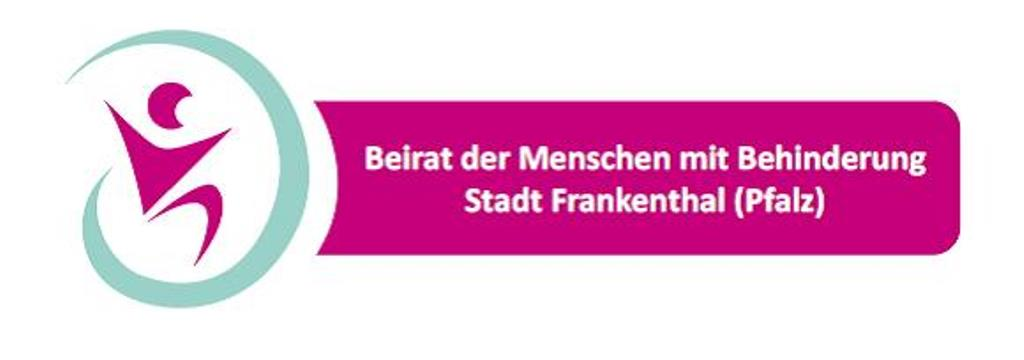 Beirat der Menschen mit Behinderung
Stadt Frankenthal (Pfalz)